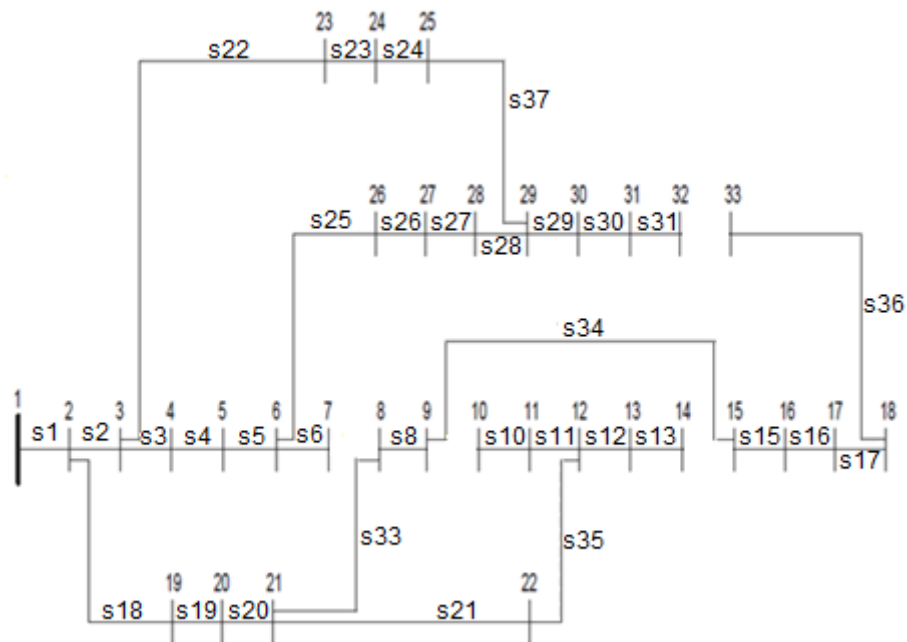 23 24 25
s22 s23 s24
s37
26 27 28 29 30 31 32 33
s25 s26 s27 s28 s29 s30 s31
s36
s34
1 2 3 4 5 6 7 8 9 10 11 12 13 14 15 16 17 18
s1 s2 s3 s4 s5 s6 s8 s10 s11 s12 s13 s15 s16 s17
s33 s35
19 20 21 22
s18 s19 s20 s21